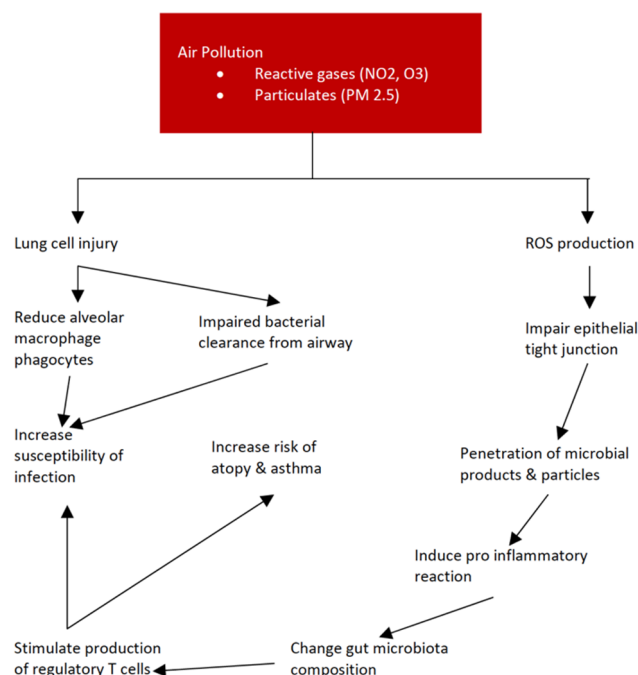 Air Pollution
• Reactive gases (NO2, O3)
• Particulates (PM 2.5)
Lung cell injury
ROS production
Reduce alveolar
macrophage
phagocytes
Impaired bacterial
clearance from airway
Impair epithelial
tight junction
Increase
susceptibility of
infection
Increase risk of
atopy & asthma
Penetration of microbial
products & particles
Induce pro inflammatory
reaction
Stimulate production
of regulatory T cells
Change gut microbiota
composition